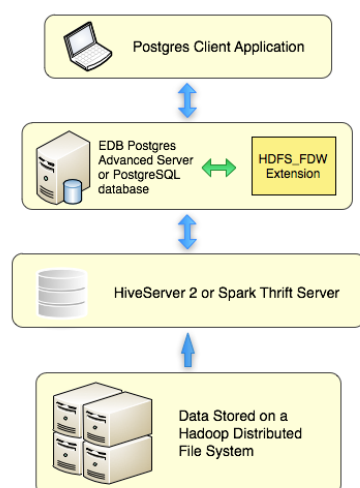 Postgres Client Application
EDB Postgres
Advanced Server
or PostgreSQL
database
HDFS_FDW
Extension
HiveServer 2 or Spark Thrift Server
Data Stored on a
Hadoop Distributed
File System